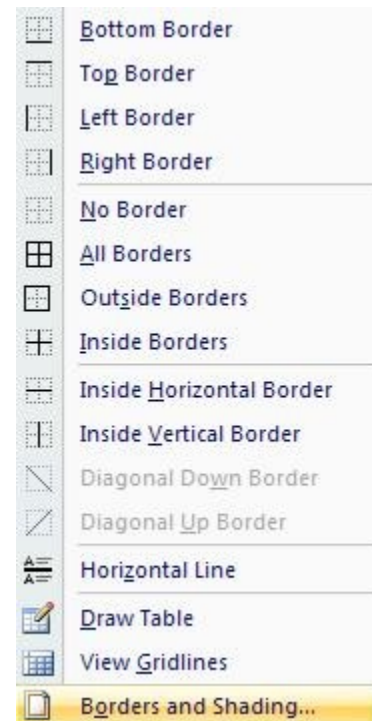 Bottom Border
Top Border
Left Border
Right Border
No Border
All Borders
Outside Borders
Inside Borders
Inside Horizontal Border
Inside Vertical Border
Diagonal Down Border
Diagonal Up Border
Horizontal Line
Draw Table
View Gridlines
Borders and Shading...